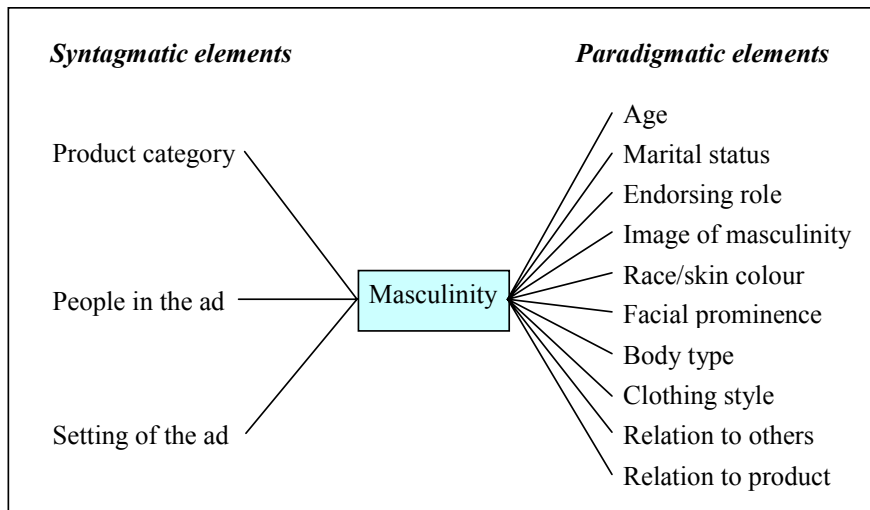 Syntagmatic elements
Product category
People in the ad
Setting of the ad
Masculinity
Paradigmatic elements
Age
Marital status
Endorsing role
Image of masculinity
Race/skin colour
Facial prominence
Body type
Clothing style
Relation to others
Relation to product